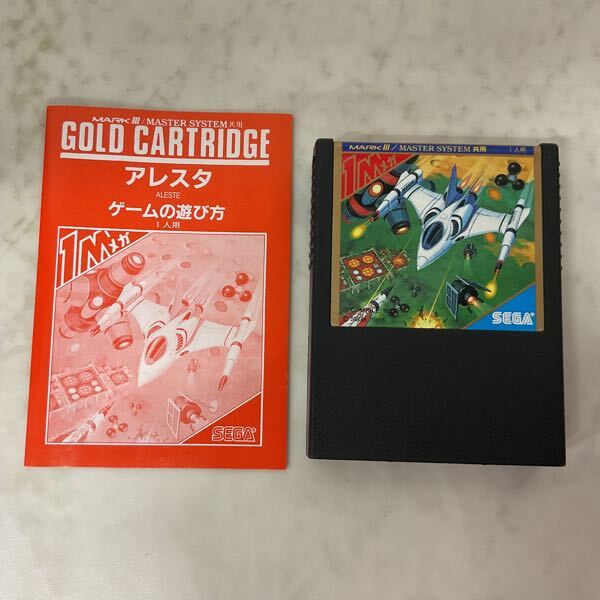 MARK III / MASTER SYSTEM 共用
GOLD CARTRIDGE
アレスタ
ALESTE
ゲームの遊び方
1人用
1Mメガ
SEGA
MARK III / MASTER SYSTEM 共用
1人用
1Mメガ
SEGA